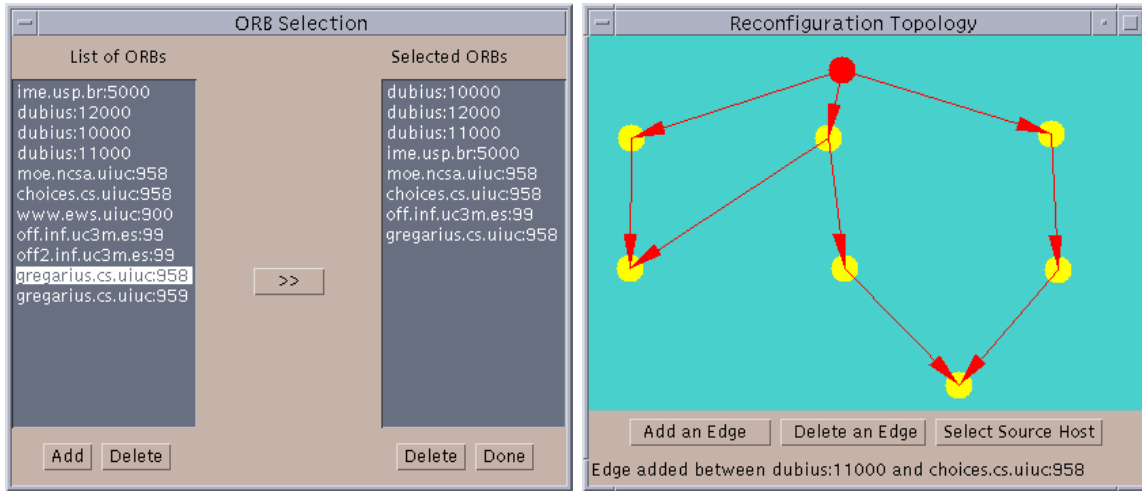 ORB Selection
List of ORBs
ime.usp.br:5000
dubius:12000
dubius:10000
dubius:11000
moe.ncsa.uiuc:958
choices.cs.uiuc:958
www.ews.uiuc:900
off.inf.uc3m.es:99
off2.inf.uc3m.es:99
gregarius.cs.uiuc:958
gregarius.cs.uiuc:959
>>
Selected ORBs
dubius:10000
dubius:12000
dubius:11000
ime.usp.br:5000
moe.ncsa.uiuc:958
choices.cs.uiuc:958
off.inf.uc3m.es:99
gregarius.cs.uiuc:958
Add Delete
Delete Done
Reconfiguration Topology
Add an Edge Delete an Edge Select Source Host
Edge added between dubius:11000 and choices.cs.uiuc:958